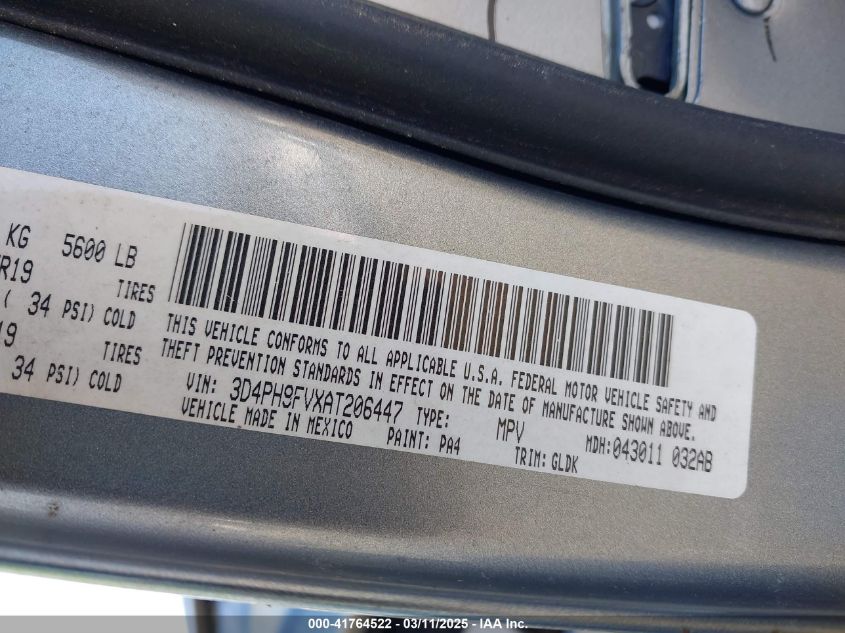 KG 5600 LB
R19 TIRES
( 34 PSI) COLD
19 TIRES
34 PSI) COLD
THIS VEHICLE CONFORMS TO ALL APPLICABLE U.S.A. FEDERAL MOTOR VEHICLE SAFETY AND
THEFT PREVENTION STANDARDS IN EFFECT ON THE DATE OF MANUFACTURE SHOWN ABOVE.
VIN: 3D4PH9FVXAT206447 TYPE: MPV MDH:043011 032AB
VEHICLE MADE IN MEXICO PAINT: PA4 TRIM: GLDK
000-41764522 - 03/11/2025 - IAA Inc.